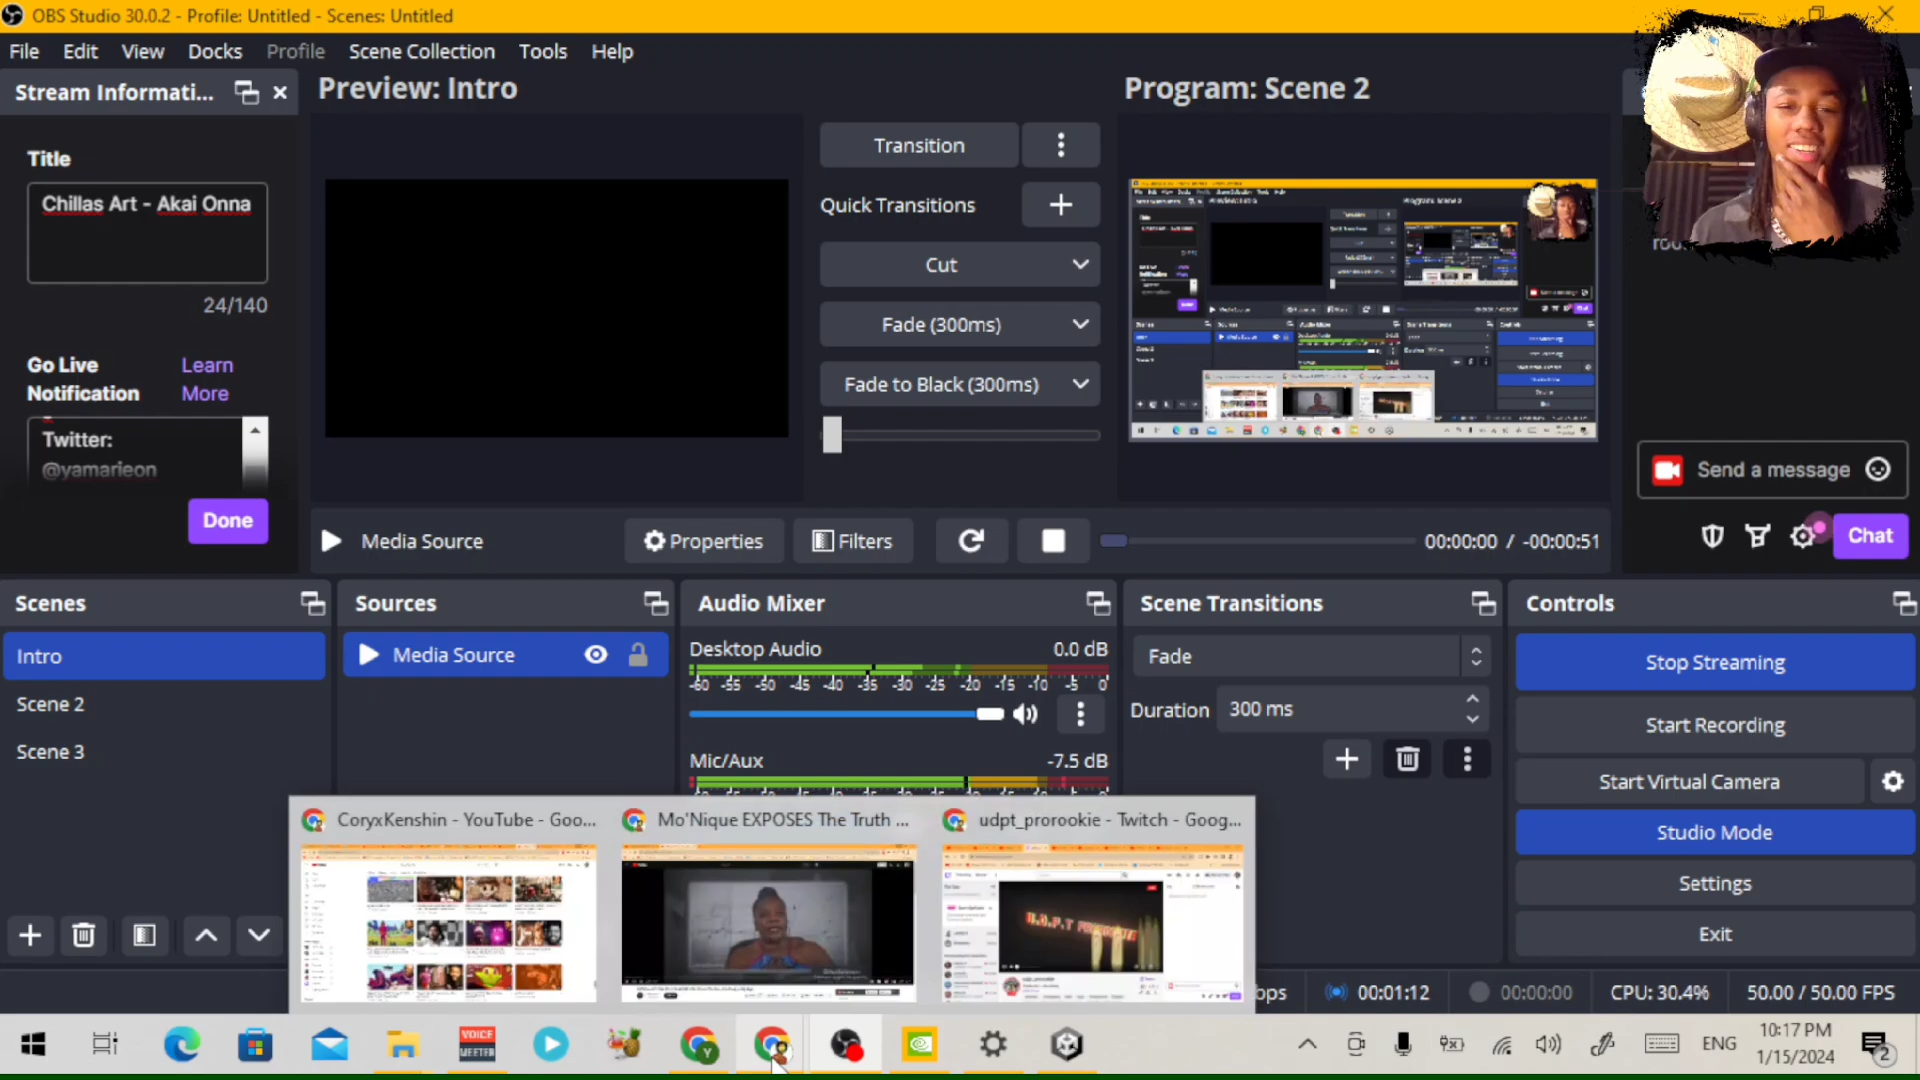 OBS Studio 30.0.2 - Profile: Untitled - Scenes: Untitled
File Edit View Docks Profile Scene Collection Tools Help
Stream Informati...
Preview: Intro
Program: Scene 2
Title
Chillas Art - Akai Onna
24/140
Go Live
Notification
Learn
More
Twitter:
@yamarieon
Done
Transition
Quick Transitions
Cut
Fade (300ms)
Fade to Black (300ms)
Send a message
Chat
Media Source
Properties
Filters
00:00:00 / -00:00:51
Scenes
Intro
Scene 2
Scene 3
Sources
Media Source
Audio Mixer
Desktop Audio 0.0 dB
-60 -55 -50 -45 -40 -35 -30 -25 -20 -15 -10 -5 0
Mic/Aux -7.5 dB
Scene Transitions
Fade
Duration 300 ms
Controls
Stop Streaming
Start Recording
Start Virtual Camera
Studio Mode
Settings
Exit
CoryxKenshin - YouTube - Goo...
Mo'Nique EXPOSES The Truth ...
udpt_prorookie - Twitch - Goog...
00:01:12
00:00:00
CPU: 30.4%
50.00 / 50.00 FPS
VOICE
MEETER
Y
ENG
10:17 PM
1/15/2024
2